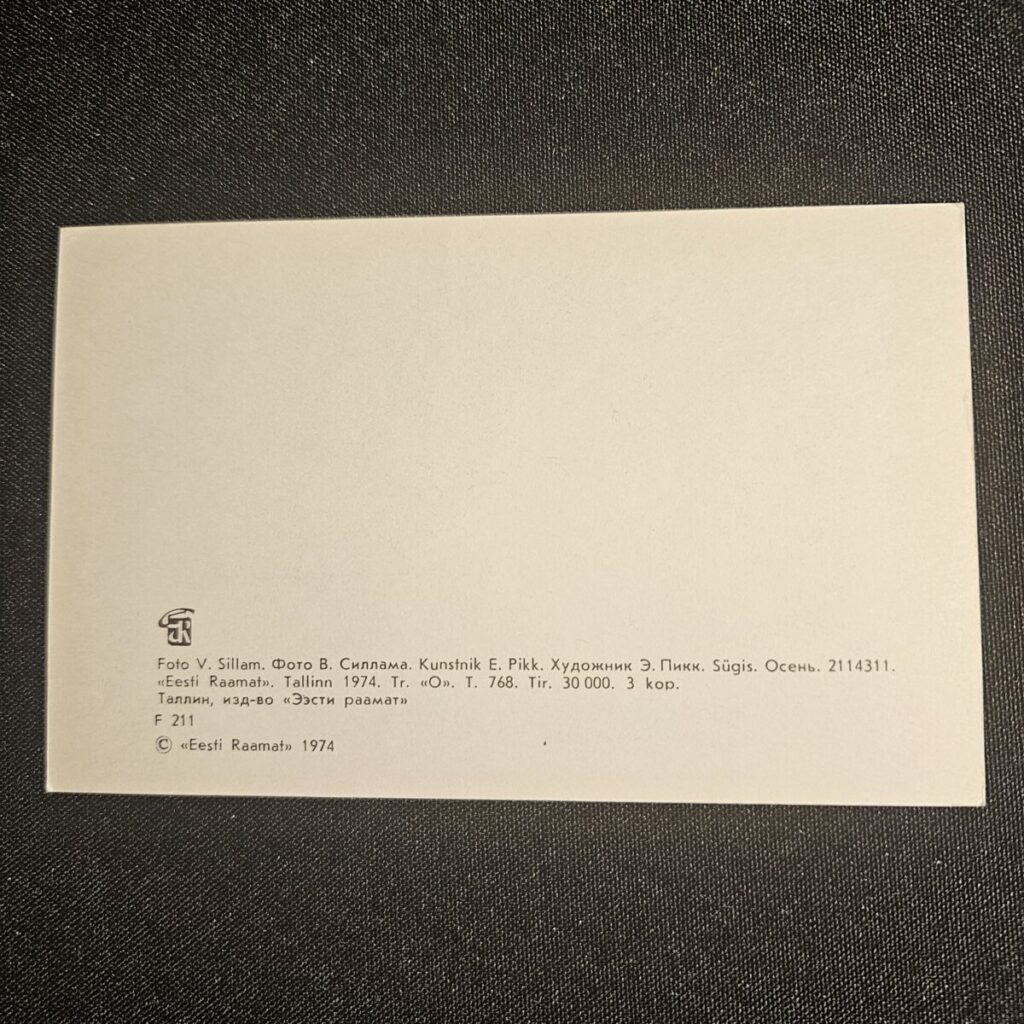 Foto V. Sillam. Фото В. Силлама. Kunstnik E. Pikk. Художник Э. Пикк. Sügis. Осень. 2114311.
«Eesti Raamat». Tallinn 1974. Tr. «O». T. 768. Tir. 30 000. 3 kop.
Таллин, изд-во «Ээсти раамат»
F 211
© «Eesti Raamat» 1974